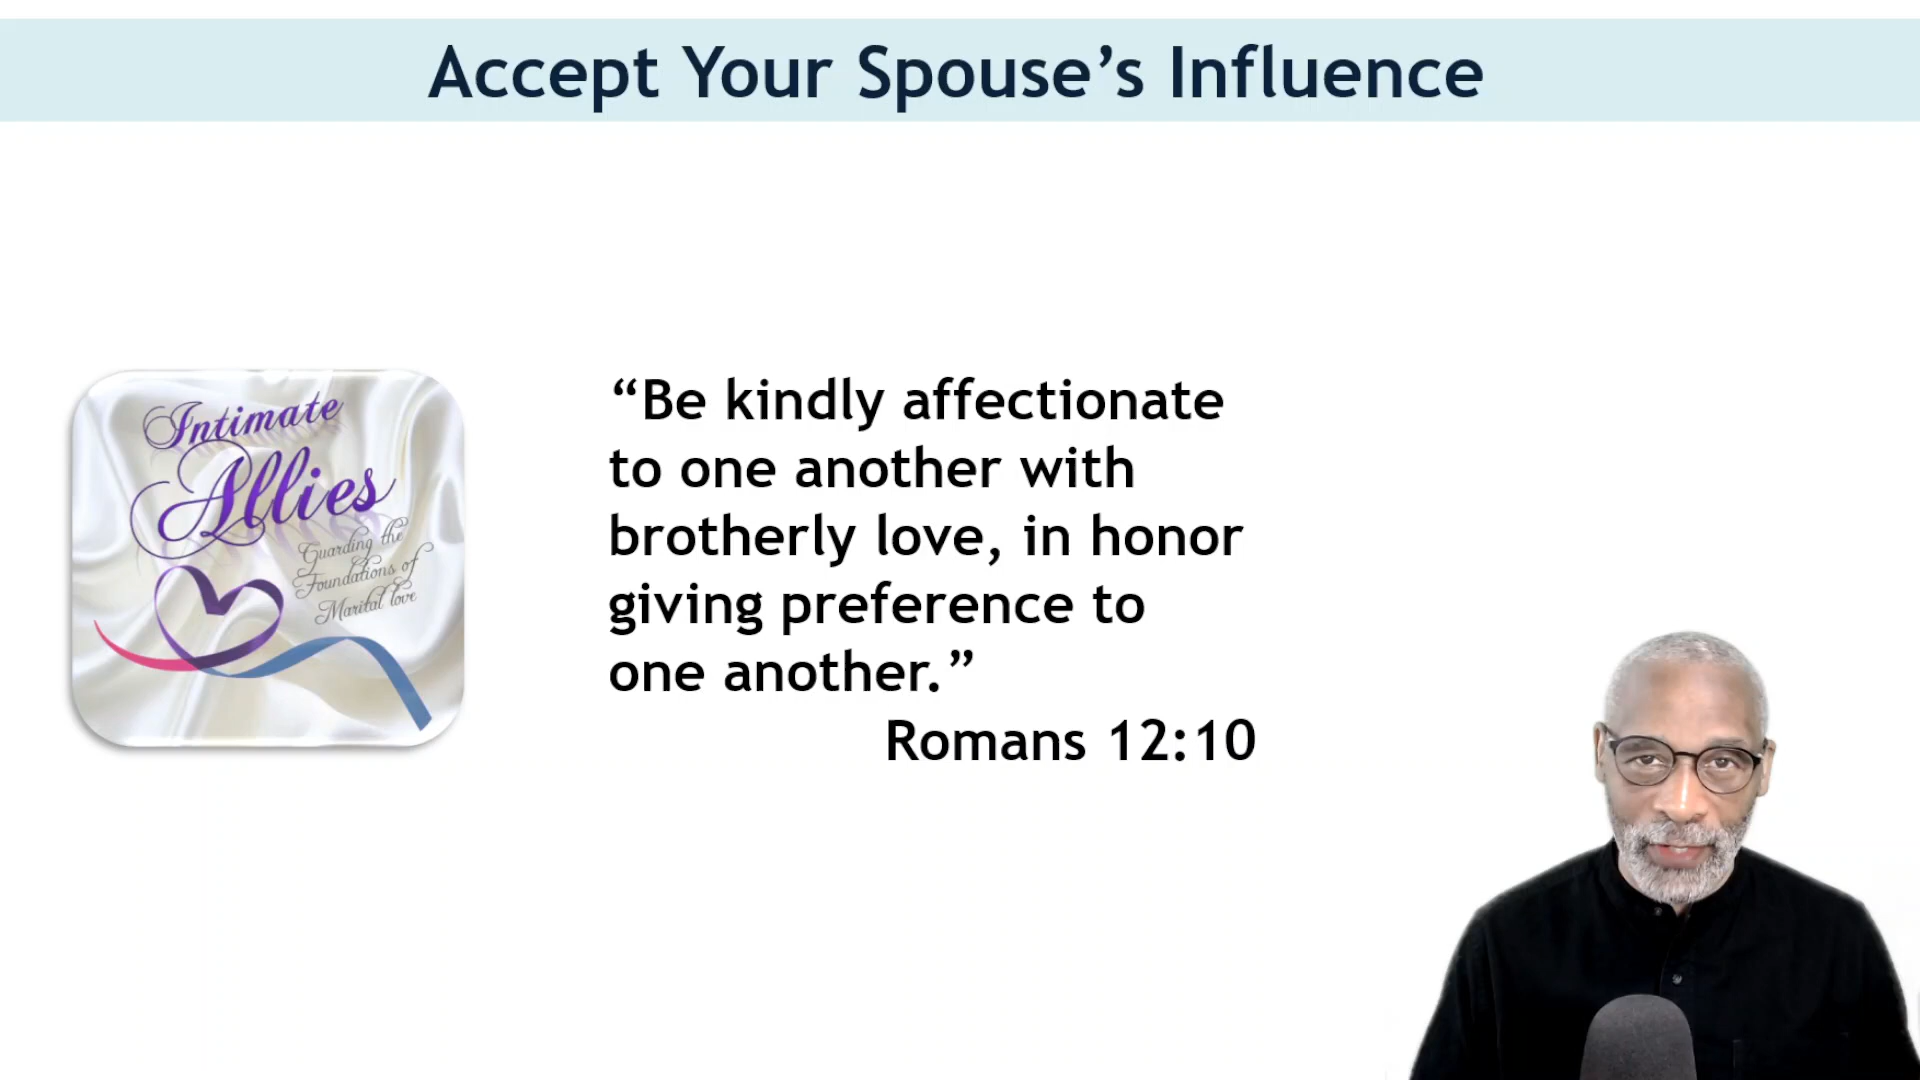 Accept Your Spouse’s Influence
Intimate
Allies
Guarding the
Foundations of
Marital love
“Be kindly affectionate
to one another with
brotherly love, in honor
giving preference to
one another.”
Romans 12:10